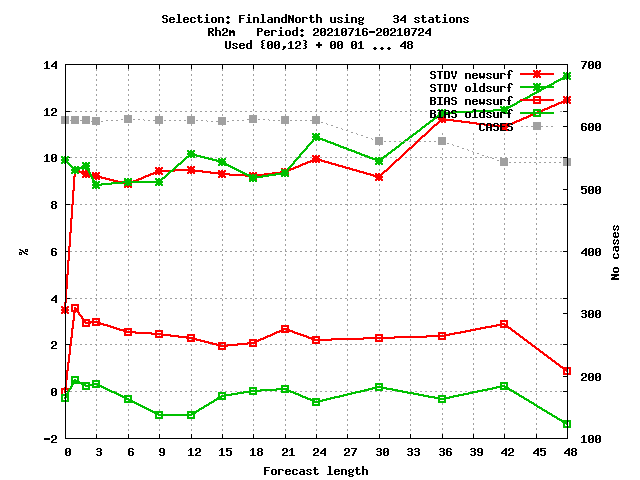 Selection: FinlandNorth using    34 stations
Rh2m   Period: 20210716-20210724
Used {00,12} + 00 01 ... 48
STDV newsurf
STDV oldsurf
BIAS newsurf
BIAS oldsurf
CASES
14
12
10
8
6
4
2
0
-2
%
700
600
500
400
300
200
100
No cases
0 3 6 9 12 15 18 21 24 27 30 33 36 39 42 45 48
Forecast length